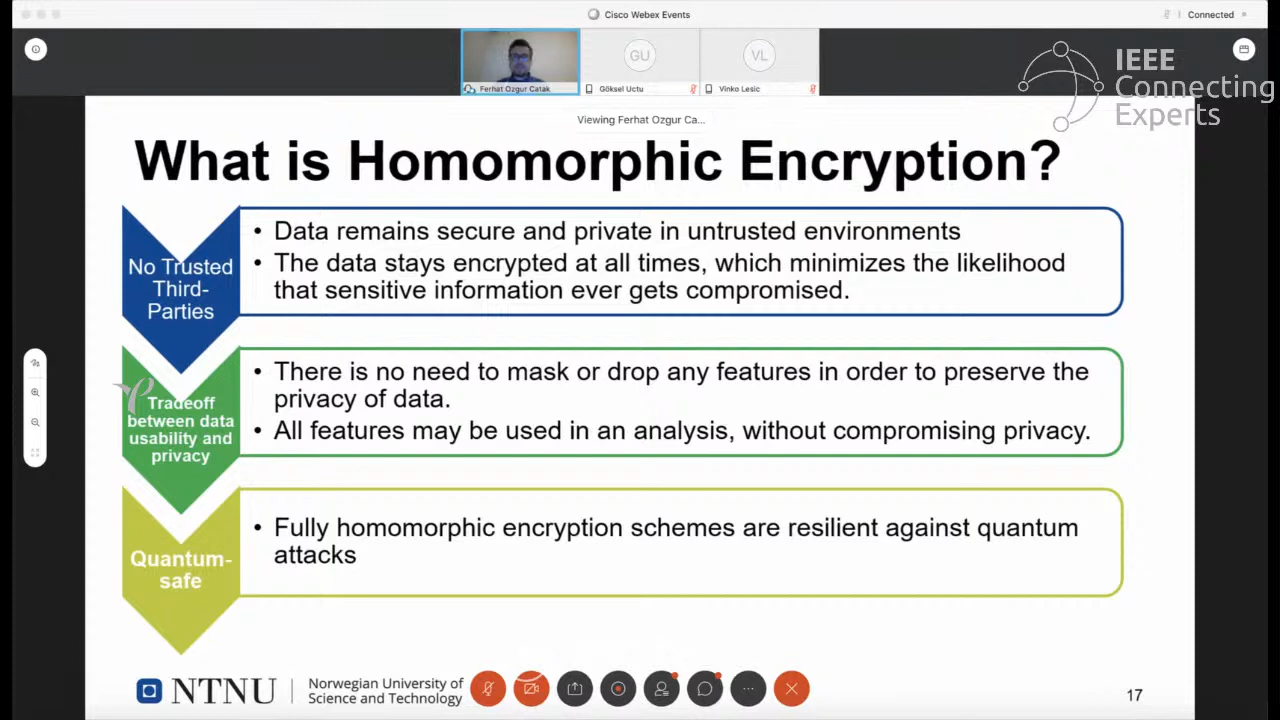 Cisco Webex Events
Connected
GU
VL
Ferhat Ozgur Catak
Göksel Uctu
Vinko Lesic
IEEE
Connecting
Experts
Viewing Ferhat Ozgur Ca...
What is Homomorphic Encryption?
No Trusted
Third-
Parties
• Data remains secure and private in untrusted environments
• The data stays encrypted at all times, which minimizes the likelihood
that sensitive information ever gets compromised.
Tradeoff
between data
usability and
privacy
• There is no need to mask or drop any features in order to preserve the
privacy of data.
• All features may be used in an analysis, without compromising privacy.
Quantum-
safe
• Fully homomorphic encryption schemes are resilient against quantum
attacks
NTNU
Norwegian University of
Science and Technology
17